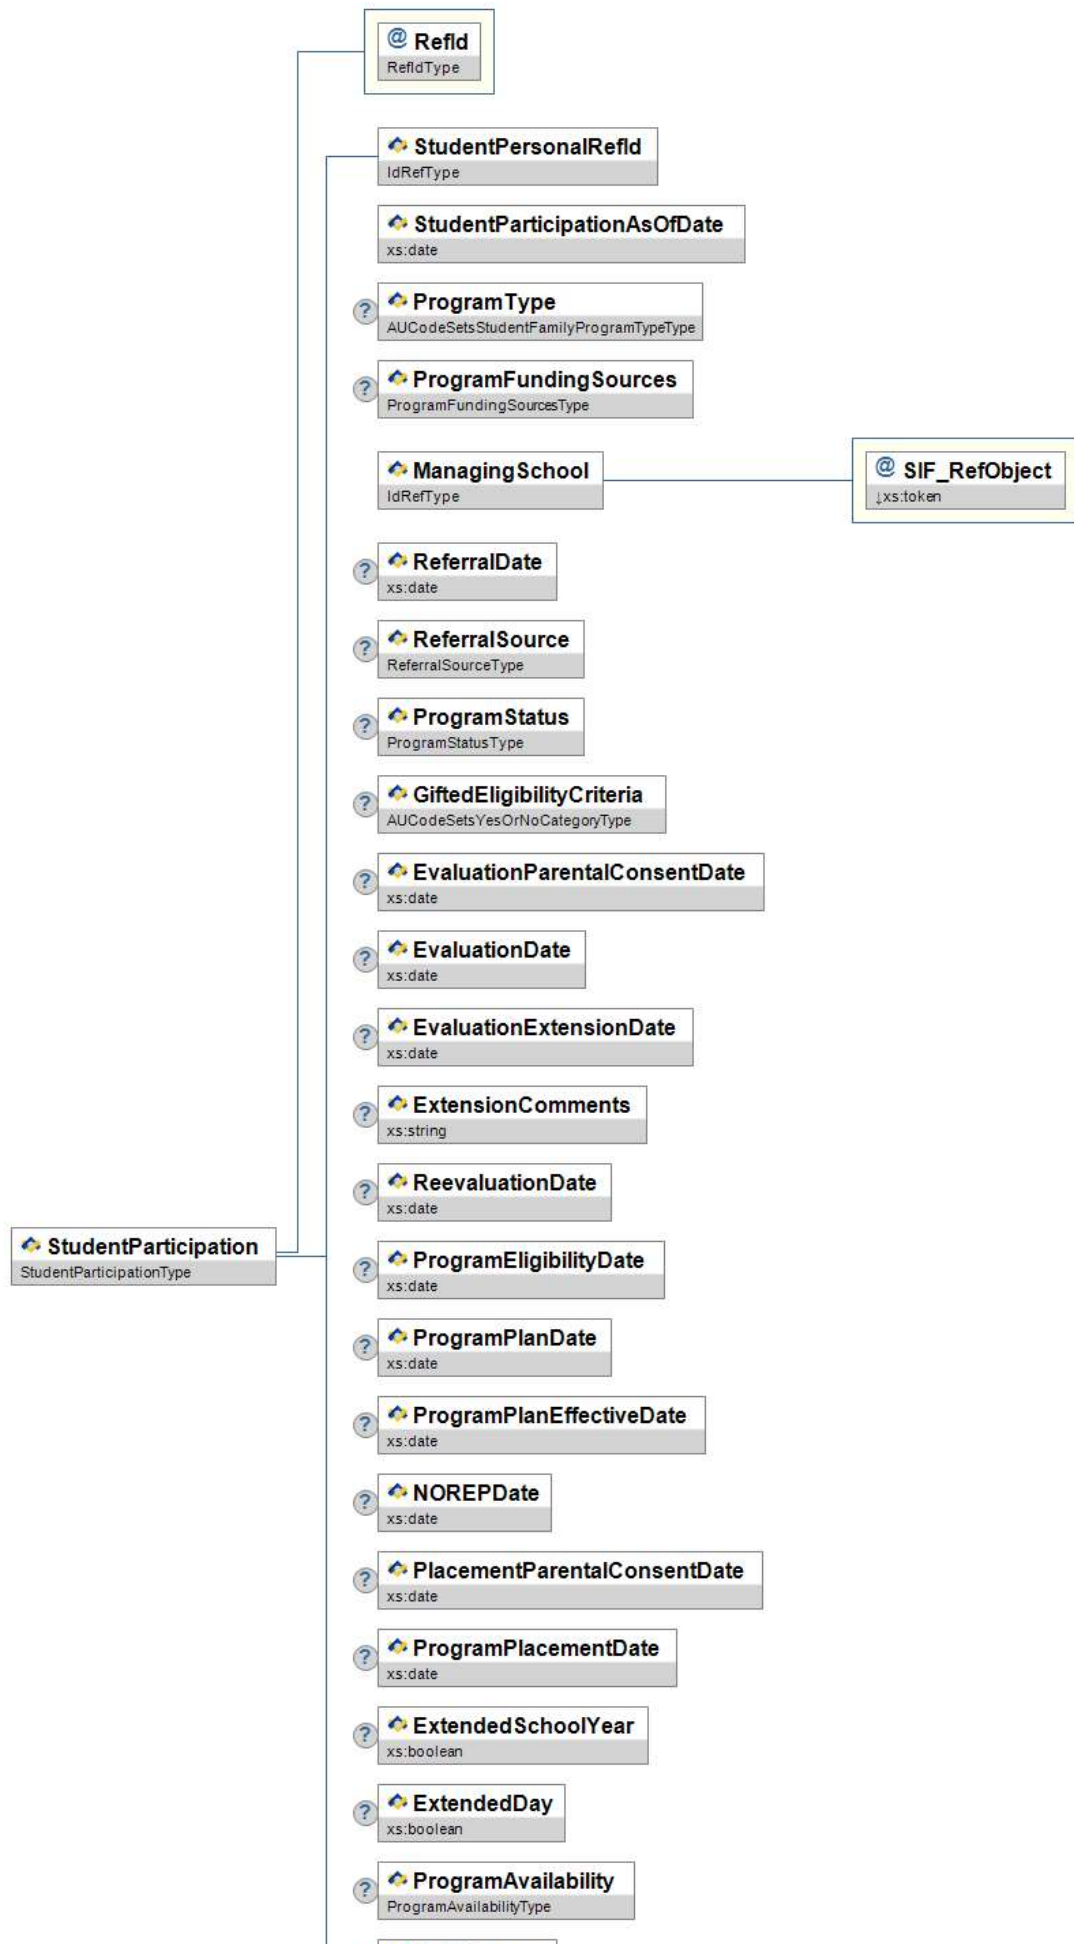 @ RefId
RefIdType
StudentPersonalRefId
IdRefType
StudentParticipationAsOfDate
xs:date
? ProgramType
AUCodeSetsStudentFamilyProgramTypeType
? ProgramFundingSources
ProgramFundingSourcesType
ManagingSchool
IdRefType
@ SIF_RefObject
↓xs:token
? ReferralDate
xs:date
? ReferralSource
ReferralSourceType
? ProgramStatus
ProgramStatusType
? GiftedEligibilityCriteria
AUCodeSetsYesOrNoCategoryType
? EvaluationParentalConsentDate
xs:date
? EvaluationDate
xs:date
? EvaluationExtensionDate
xs:date
? ExtensionComments
xs:string
? ReevaluationDate
xs:date
StudentParticipation
StudentParticipationType
? ProgramEligibilityDate
xs:date
? ProgramPlanDate
xs:date
? ProgramPlanEffectiveDate
xs:date
? NOREPDate
xs:date
? PlacementParentalConsentDate
xs:date
? ProgramPlacementDate
xs:date
? ExtendedSchoolYear
xs:boolean
? ExtendedDay
xs:boolean
? ProgramAvailability
ProgramAvailabilityType